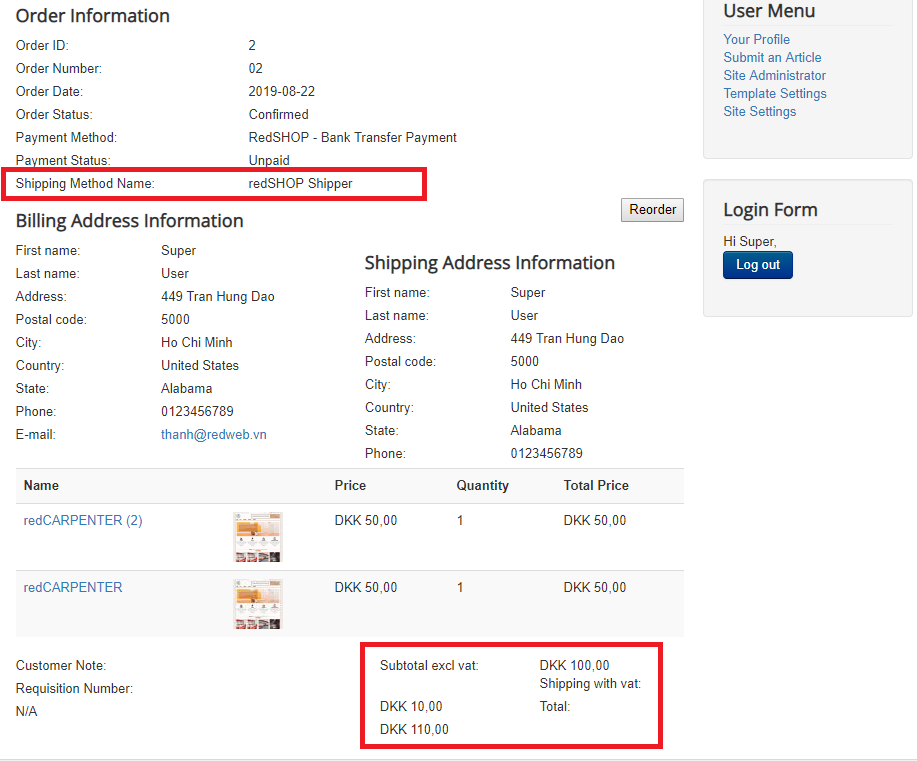 Order Information
Order ID: 2
Order Number: 02
Order Date: 2019-08-22
Order Status: Confirmed
Payment Method: RedSHOP - Bank Transfer Payment
Payment Status: Unpaid
Shipping Method Name: redSHOP Shipper
Reorder
Billing Address Information
First name: Super
Last name: User
Address: 449 Tran Hung Dao
Postal code: 5000
City: Ho Chi Minh
Country: United States
State: Alabama
Phone: 0123456789
E-mail: thanh@redweb.vn
Shipping Address Information
First name: Super
Last name: User
Address: 449 Tran Hung Dao
Postal code: 5000
City: Ho Chi Minh
Country: United States
State: Alabama
Phone: 0123456789
Name Price Quantity Total Price
redCARPENTER (2) DKK 50,00 1 DKK 50,00
redCARPENTER DKK 50,00 1 DKK 50,00
Customer Note:
Requisition Number:
N/A
Subtotal excl vat: DKK 100,00
Shipping with vat:
DKK 10,00 Total:
DKK 110,00
User Menu
Your Profile
Submit an Article
Site Administrator
Template Settings
Site Settings
Login Form
Hi Super,
Log out